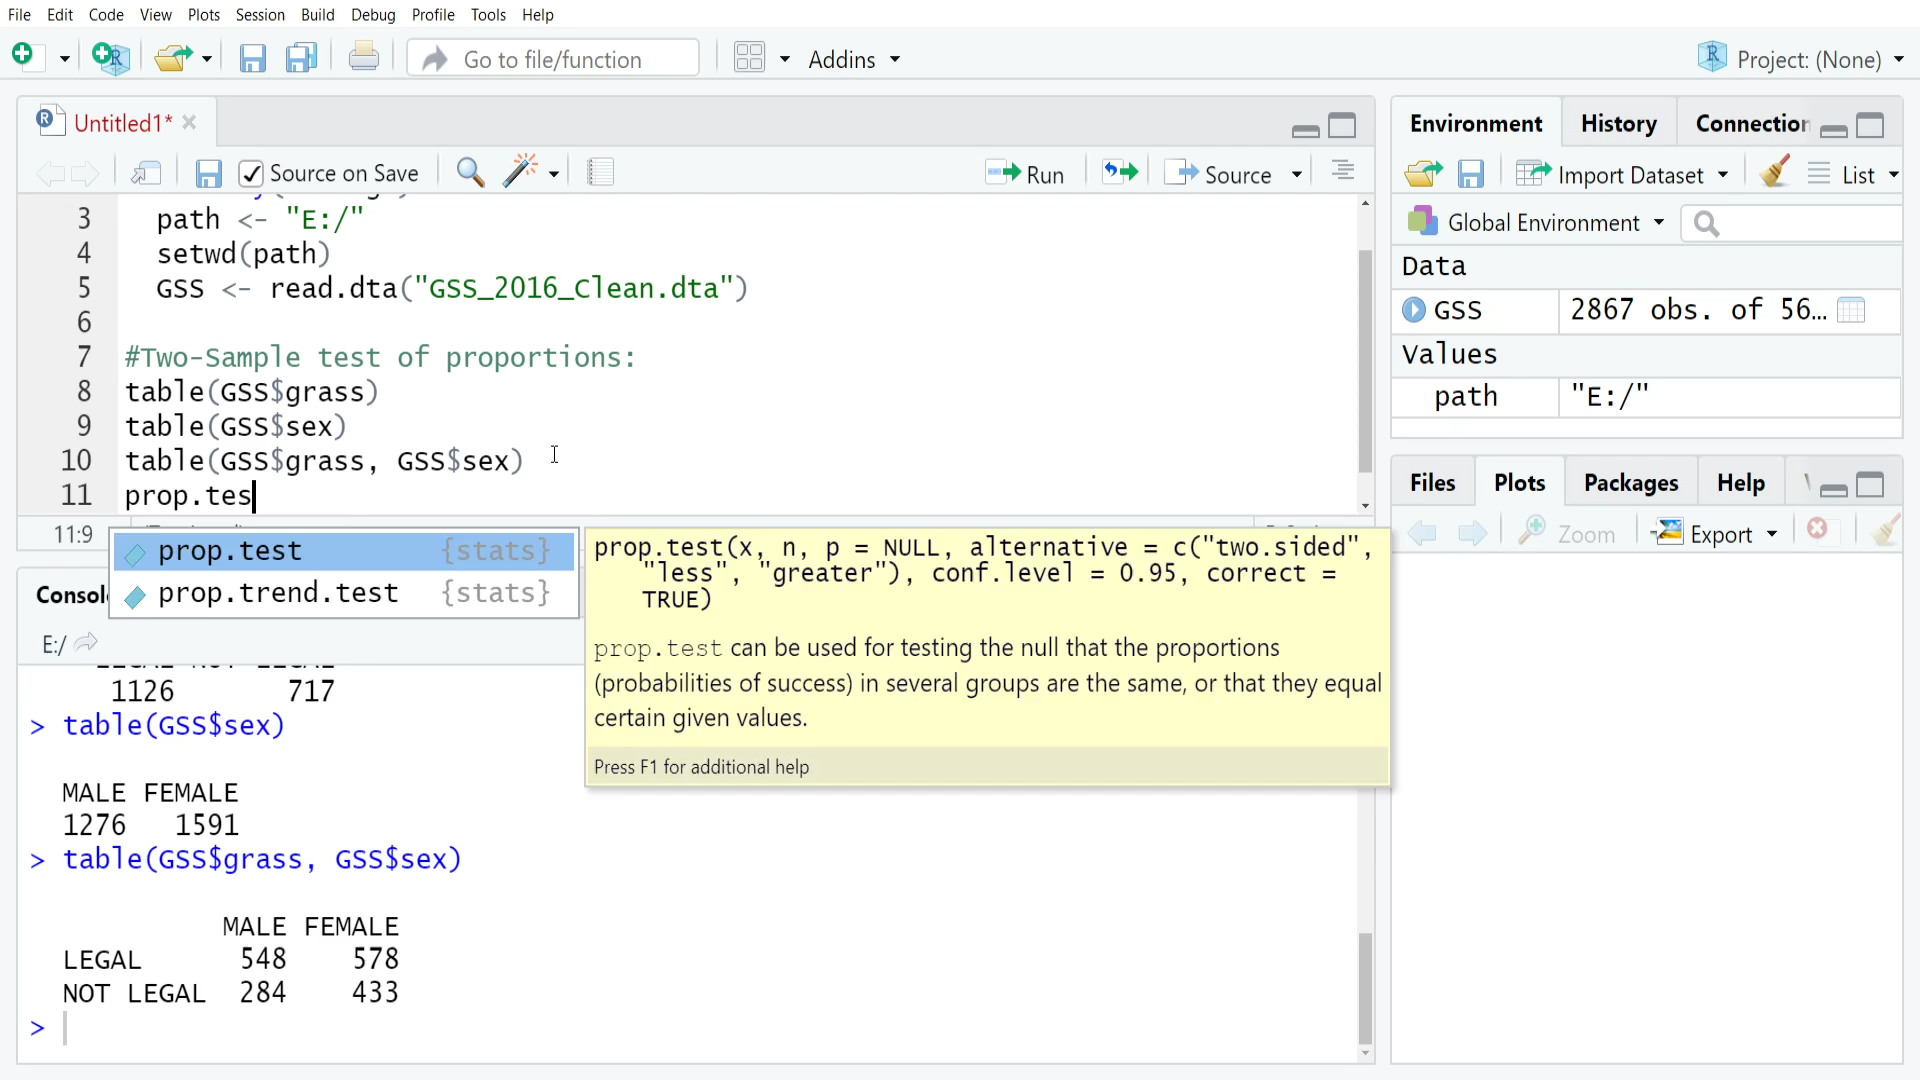 File Edit Code View Plots Session Build Debug Profile Tools Help
Go to file/function Addins Project: (None)
Untitled1*
Source on Save Run Source
3 path <- "E:/"
4 setwd(path)
5 GSS <- read.dta("GSS_2016_Clean.dta")
6
7 #Two-Sample test of proportions:
8 table(GSS$grass)
9 table(GSS$sex)
10 table(GSS$grass, GSS$sex)
11 prop.tes
11:9
prop.test {stats}
prop.trend.test {stats}
prop.test(x, n, p = NULL, alternative = c("two.sided",
"less", "greater"), conf.level = 0.95, correct =
TRUE)
prop.test can be used for testing the null that the proportions
(probabilities of success) in several groups are the same, or that they equal
certain given values.
Press F1 for additional help
Consol
E:/
LEGAL NOT LEGAL
1126 717
> table(GSS$sex)
MALE FEMALE
1276 1591
> table(GSS$grass, GSS$sex)
MALE FEMALE
LEGAL 548 578
NOT LEGAL 284 433
>
Environment History Connection
Import Dataset List
Global Environment
Data
GSS 2867 obs. of 56…
Values
path "E:/"
Files Plots Packages Help
Zoom Export